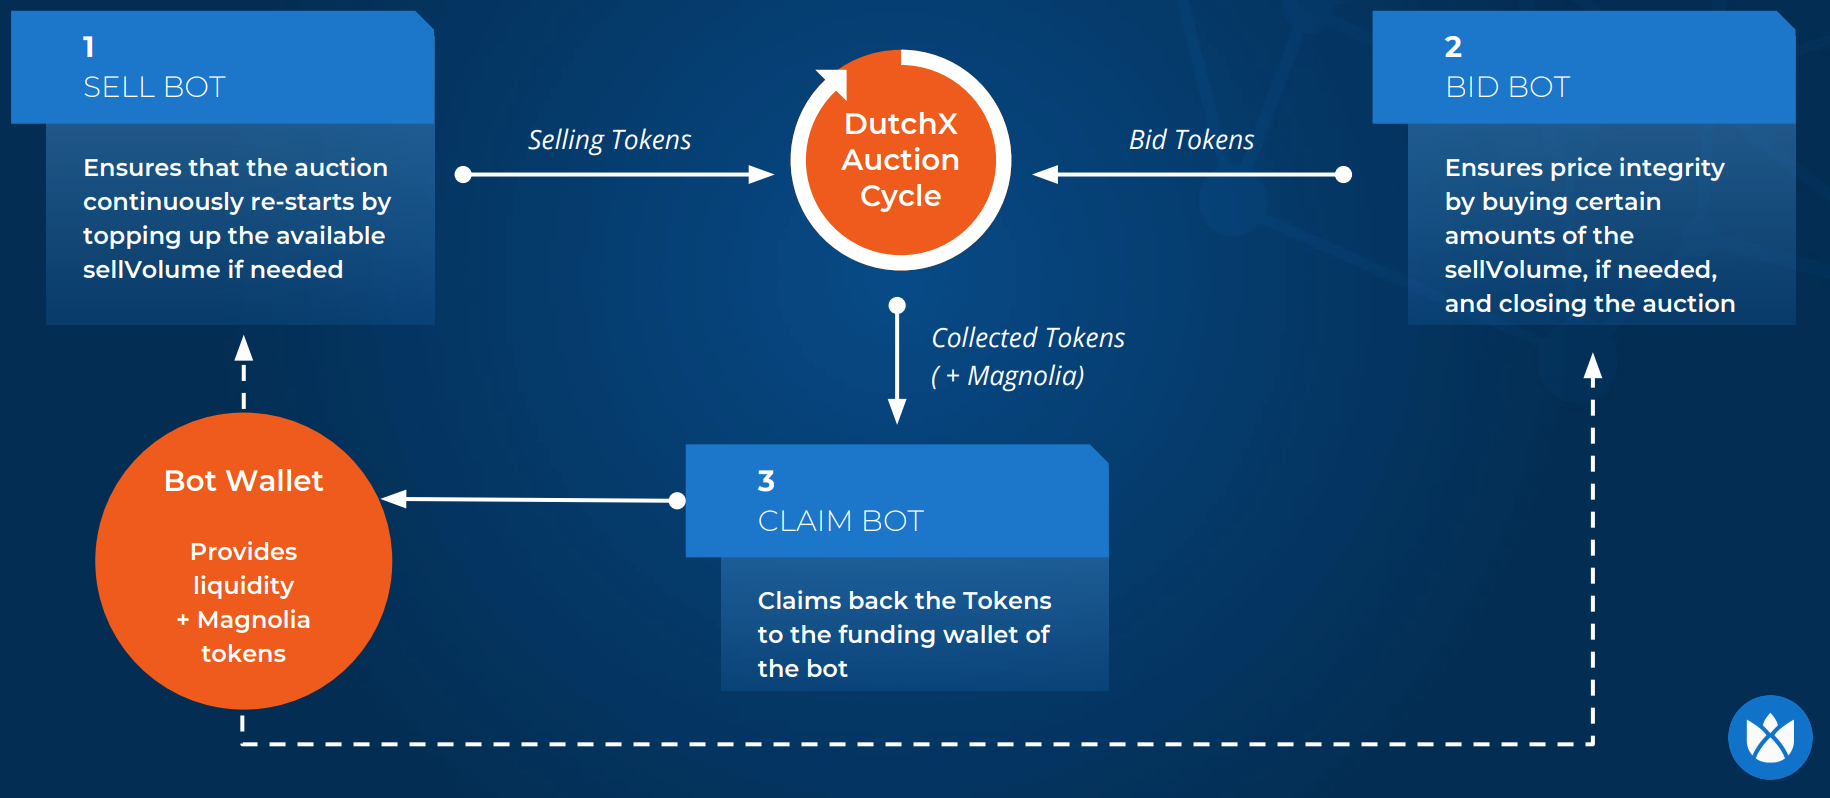 1
SELL BOT
Ensures that the auction
continuously re-starts by
topping up the available
sellVolume if needed
Selling Tokens
DutchX
Auction
Cycle
Bid Tokens
2
BID BOT
Ensures price integrity
by buying certain
amounts of the
sellVolume, if needed,
and closing the auction
Collected Tokens
( + Magnolia)
3
CLAIM BOT
Claims back the Tokens
to the funding wallet of
the bot
Bot Wallet
Provides
liquidity
+ Magnolia
tokens